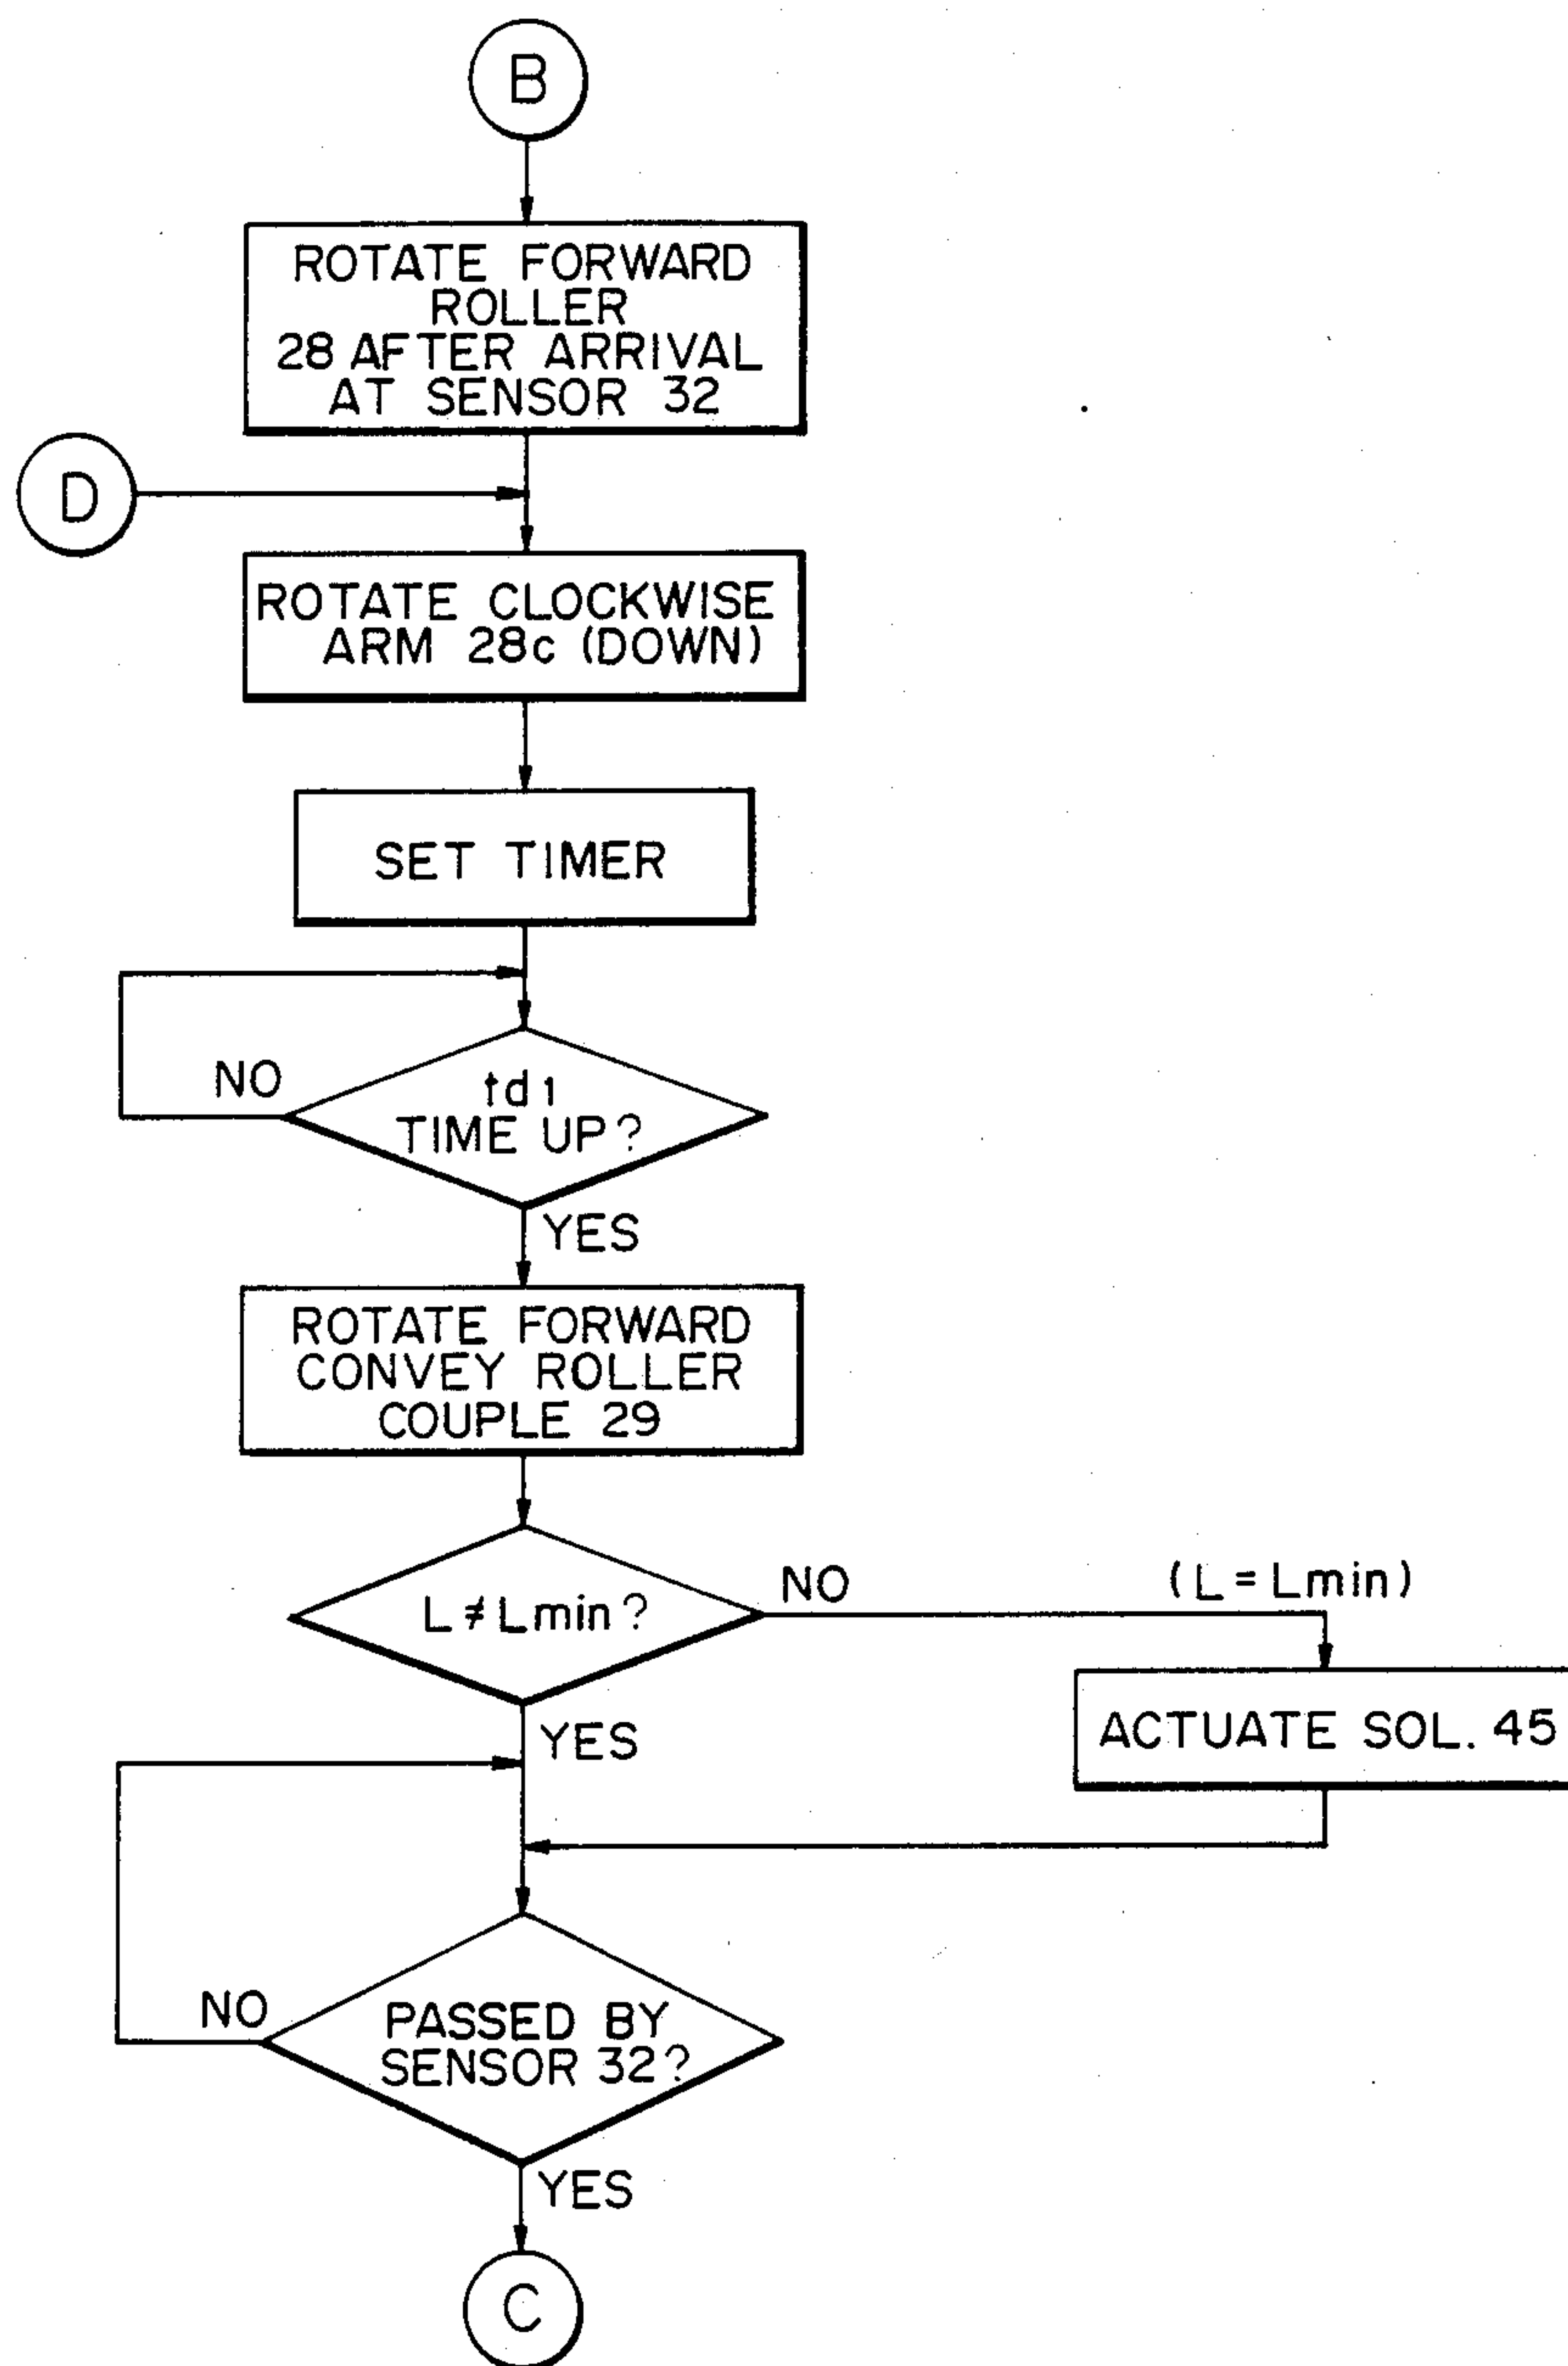 B
ROTATE FORWARD
ROLLER
28 AFTER ARRIVAL
AT SENSOR 32
D
ROTATE CLOCKWISE
ARM 28c (DOWN)
SET TIMER
NO
td1
TIME UP?
YES
ROTATE FORWARD
CONVEY ROLLER
COUPLE 29
L≠Lmin?
NO
(L=Lmin)
YES
ACTUATE SOL. 45
NO
PASSED BY
SENSOR 32?
YES
C